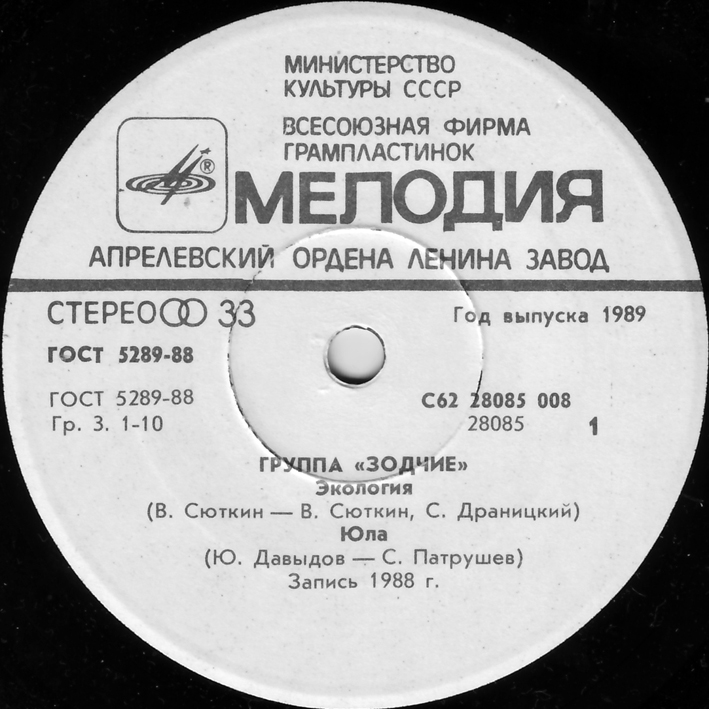 МИНИСТЕРСТВО
КУЛЬТУРЫ СССР
ВСЕСОЮЗНАЯ ФИРМА
ГРАМПЛАСТИНОК
®
МЕЛОДИЯ
АПРЕЛЕВСКИЙ ОРДЕНА ЛЕНИНА ЗАВОД
СТЕРЕО 33
Год выпуска 1989
ГОСТ 5289-88
ГОСТ 5289-88
Гр. 3. 1-10
С62 28085 008
28085 1
ГРУППА «ЗОДЧИЕ»
Экология
(В. Сюткин — В. Сюткин, С. Драницкий)
Юла
(Ю. Давыдов — С. Патрушев)
Запись 1988 г.